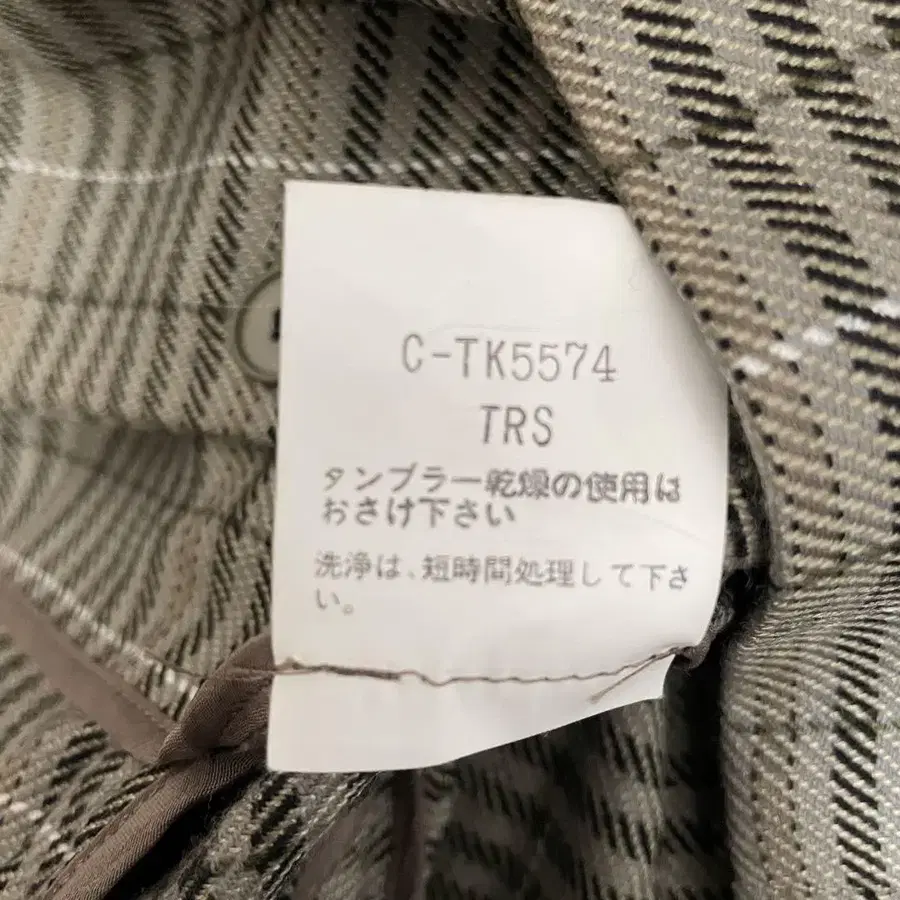 C-TK5574
TRS
タンブラー乾燥の使用は
おさけ下さい
洗浄は、短時間処理して下さ
い。